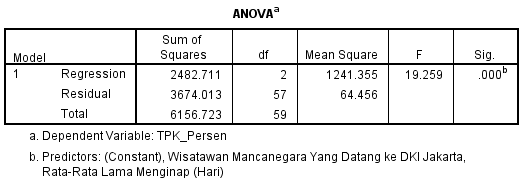 ANOVAa
Model Sum of Squares df Mean Square F Sig.
1 Regression 2482.711 2 1241.355 19.259 .000b
Residual 3674.013 57 64.456
Total 6156.723 59
a. Dependent Variable: TPK_Persen
b. Predictors: (Constant), Wisatawan Mancanegara Yang Datang ke DKI Jakarta,
Rata-Rata Lama Menginap (Hari)